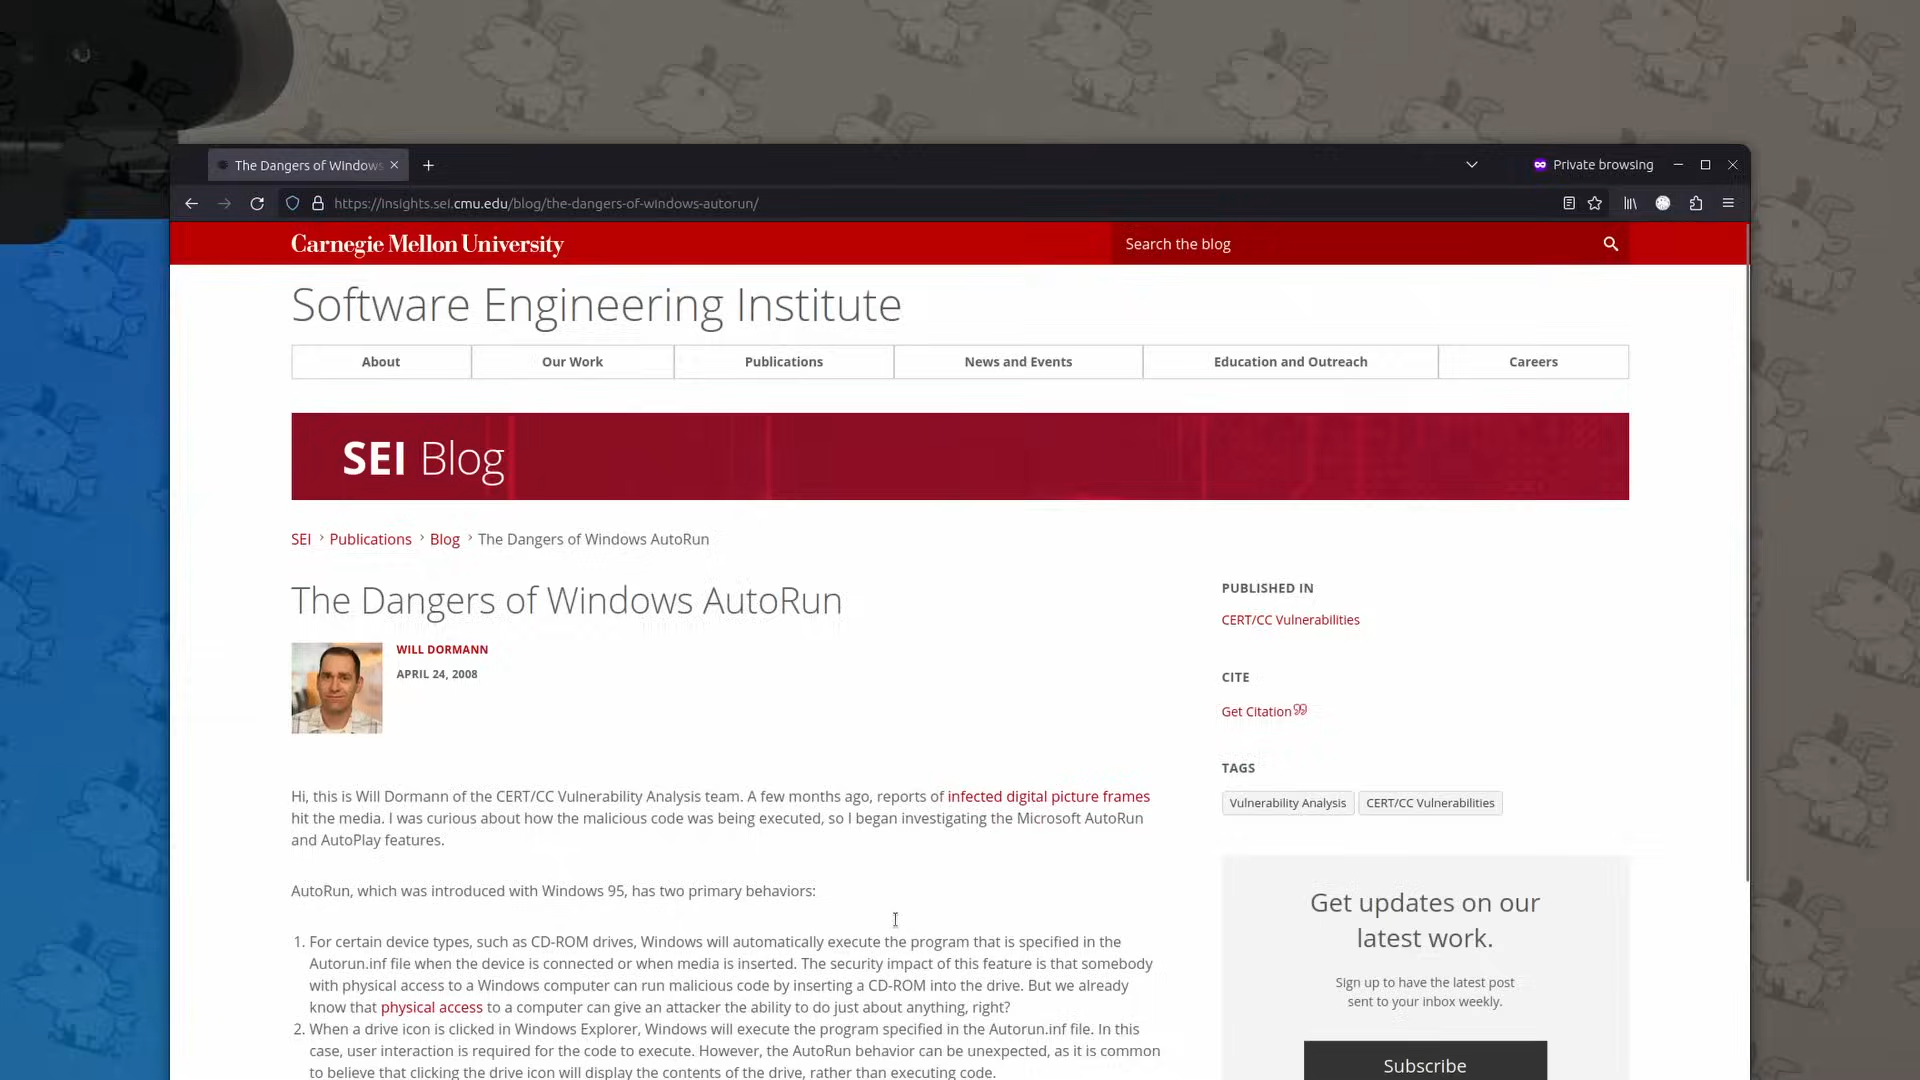 The Dangers of Windows
Private browsing
https://insights.sei.cmu.edu/blog/the-dangers-of-windows-autorun/
Carnegie Mellon University
Search the blog
Software Engineering Institute
About
Our Work
Publications
News and Events
Education and Outreach
Careers
SEI Blog
SEI › Publications › Blog › The Dangers of Windows AutoRun
The Dangers of Windows AutoRun
WILL DORMANN
APRIL 24, 2008
Hi, this is Will Dormann of the CERT/CC Vulnerability Analysis team. A few months ago, reports of infected digital picture frames
hit the media. I was curious about how the malicious code was being executed, so I began investigating the Microsoft AutoRun
and AutoPlay features.
AutoRun, which was introduced with Windows 95, has two primary behaviors:
1. For certain device types, such as CD-ROM drives, Windows will automatically execute the program that is specified in the
Autorun.inf file when the device is connected or when media is inserted. The security impact of this feature is that somebody
with physical access to a Windows computer can run malicious code by inserting a CD-ROM into the drive. But we already
know that physical access to a computer can give an attacker the ability to do just about anything, right?
2. When a drive icon is clicked in Windows Explorer, Windows will execute the program specified in the Autorun.inf file. In this
case, user interaction is required for the code to execute. However, the AutoRun behavior can be unexpected, as it is common
to believe that clicking the drive icon will display the contents of the drive, rather than executing code.
PUBLISHED IN
CERT/CC Vulnerabilities
CITE
Get Citation
TAGS
Vulnerability Analysis
CERT/CC Vulnerabilities
Get updates on our
latest work.
Sign up to have the latest post
sent to your inbox weekly.
Subscribe